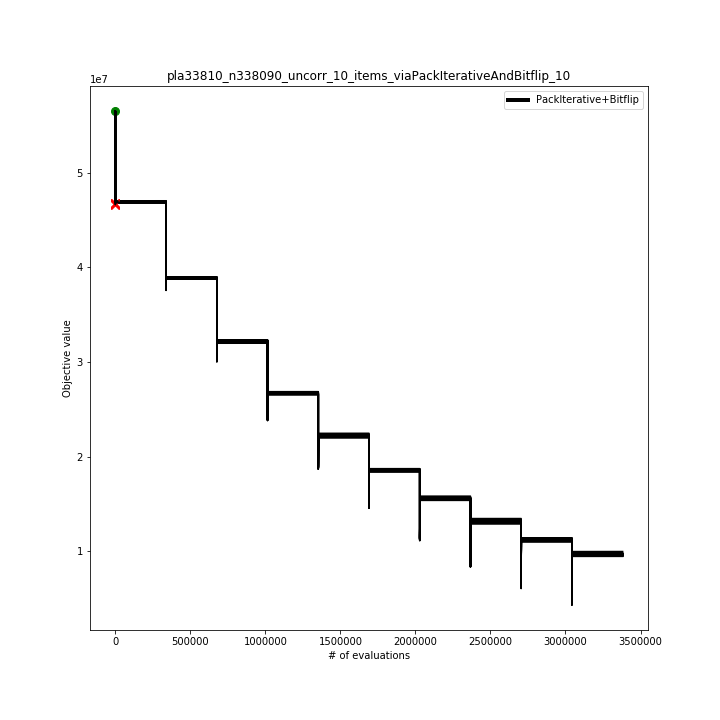 pla33810_n338090_uncorr_10_items_viaPackIterativeAndBitflip_10
1e7
PackIterative+Bitflip
5
4
3
2
1
Objective value
0 500000 1000000 1500000 2000000 2500000 3000000 3500000
# of evaluations